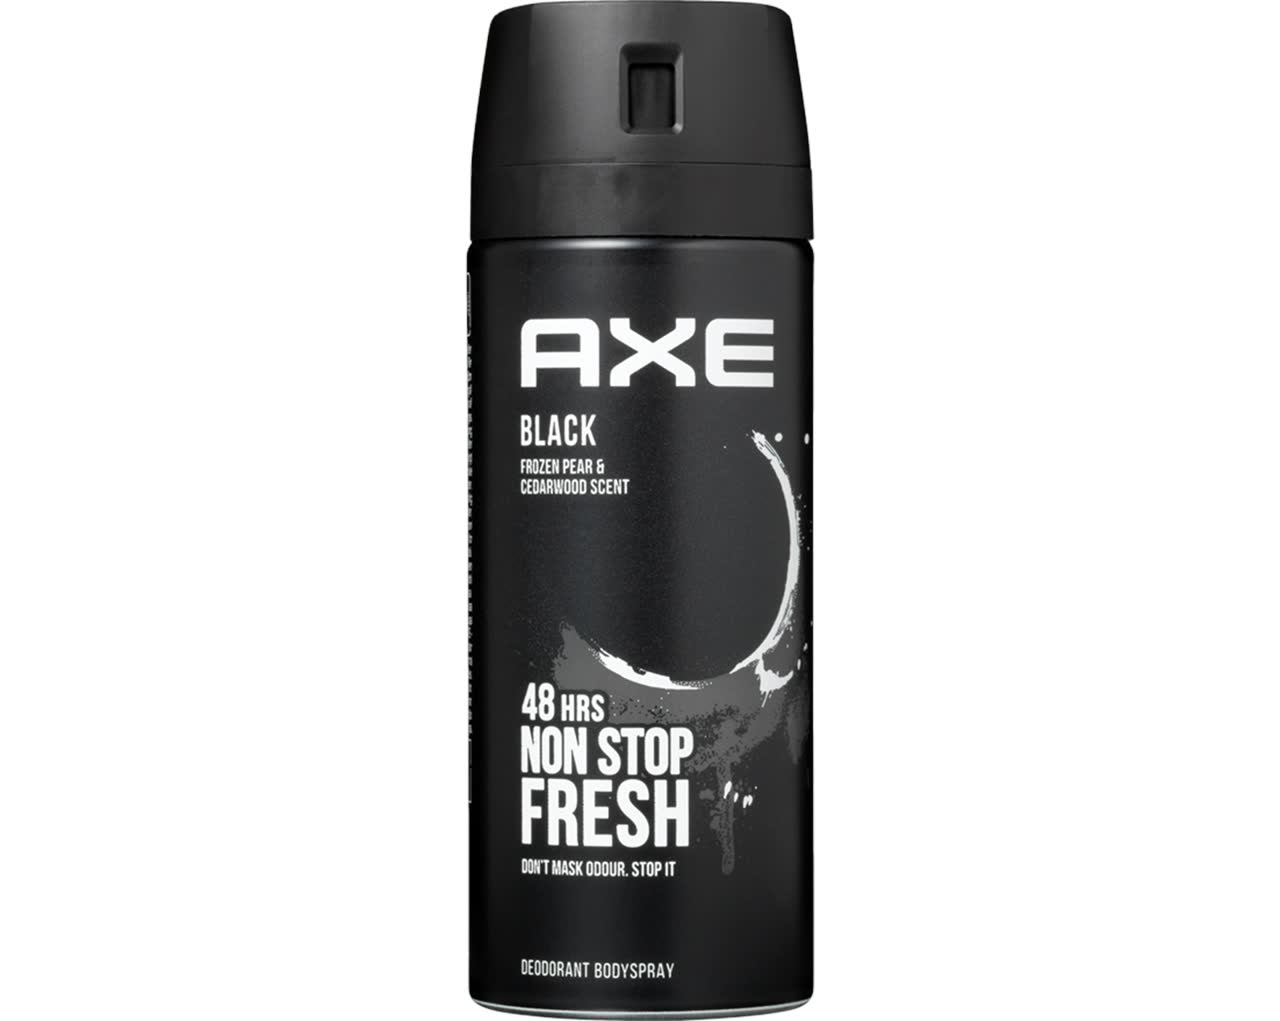 AXE
BLACK
FROZEN PEAR &
CEDARWOOD SCENT
48 HRS
NON STOP
FRESH
DON'T MASK ODOUR. STOP IT
DEODORANT BODYSPRAY